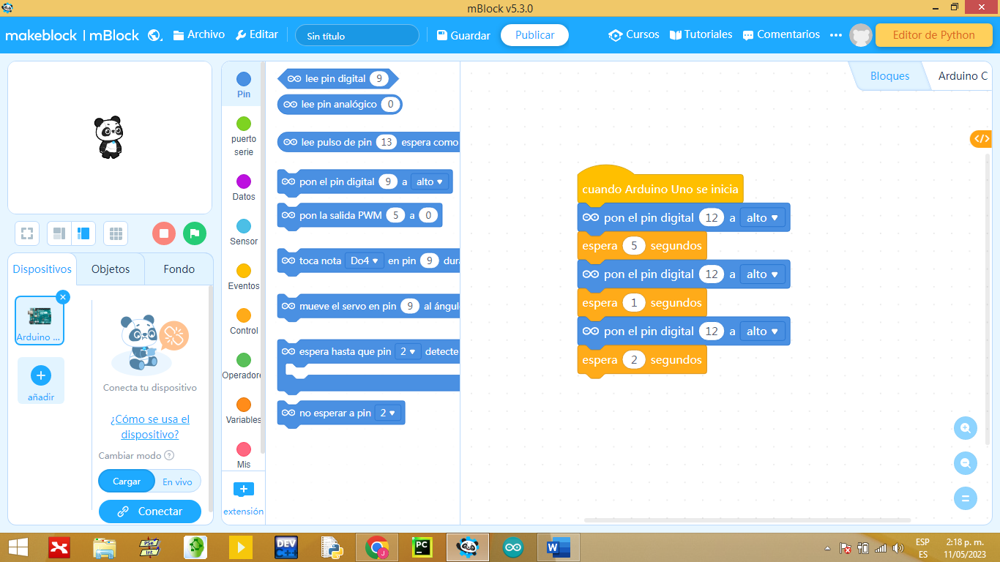 mBlock v5.3.0
makeblock | mBlock
Archivo
Editar
Sin título
Guardar
Publicar
Cursos
Tutoriales
Comentarios
Editor de Python
Dispositivos
Objetos
Fondo
Arduino ...
añadir
Conecta tu dispositivo
¿Cómo se usa el
dispositivo?
Cambiar modo ?
Cargar
En vivo
Conectar
Pin
puerto
serie
Datos
Sensor
Eventos
Control
Operadore
Variables
Mis
extensión
lee pin digital 9
lee pin analógico 0
lee pulso de pin 13 espera como
pon el pin digital 9 a alto
pon la salida PWM 5 a 0
toca nota Do4 en pin 9 dura
mueve el servo en pin 9 al ángulo
espera hasta que pin 2 detecte
no esperar a pin 2
Bloques
Arduino C
</>
cuando Arduino Uno se inicia
pon el pin digital 12 a alto
espera 5 segundos
pon el pin digital 12 a alto
espera 1 segundos
pon el pin digital 12 a alto
espera 2 segundos
PSe
Int
DEV
C++
PC
J
W
ESP
ES
2:18 p. m.
11/05/2023